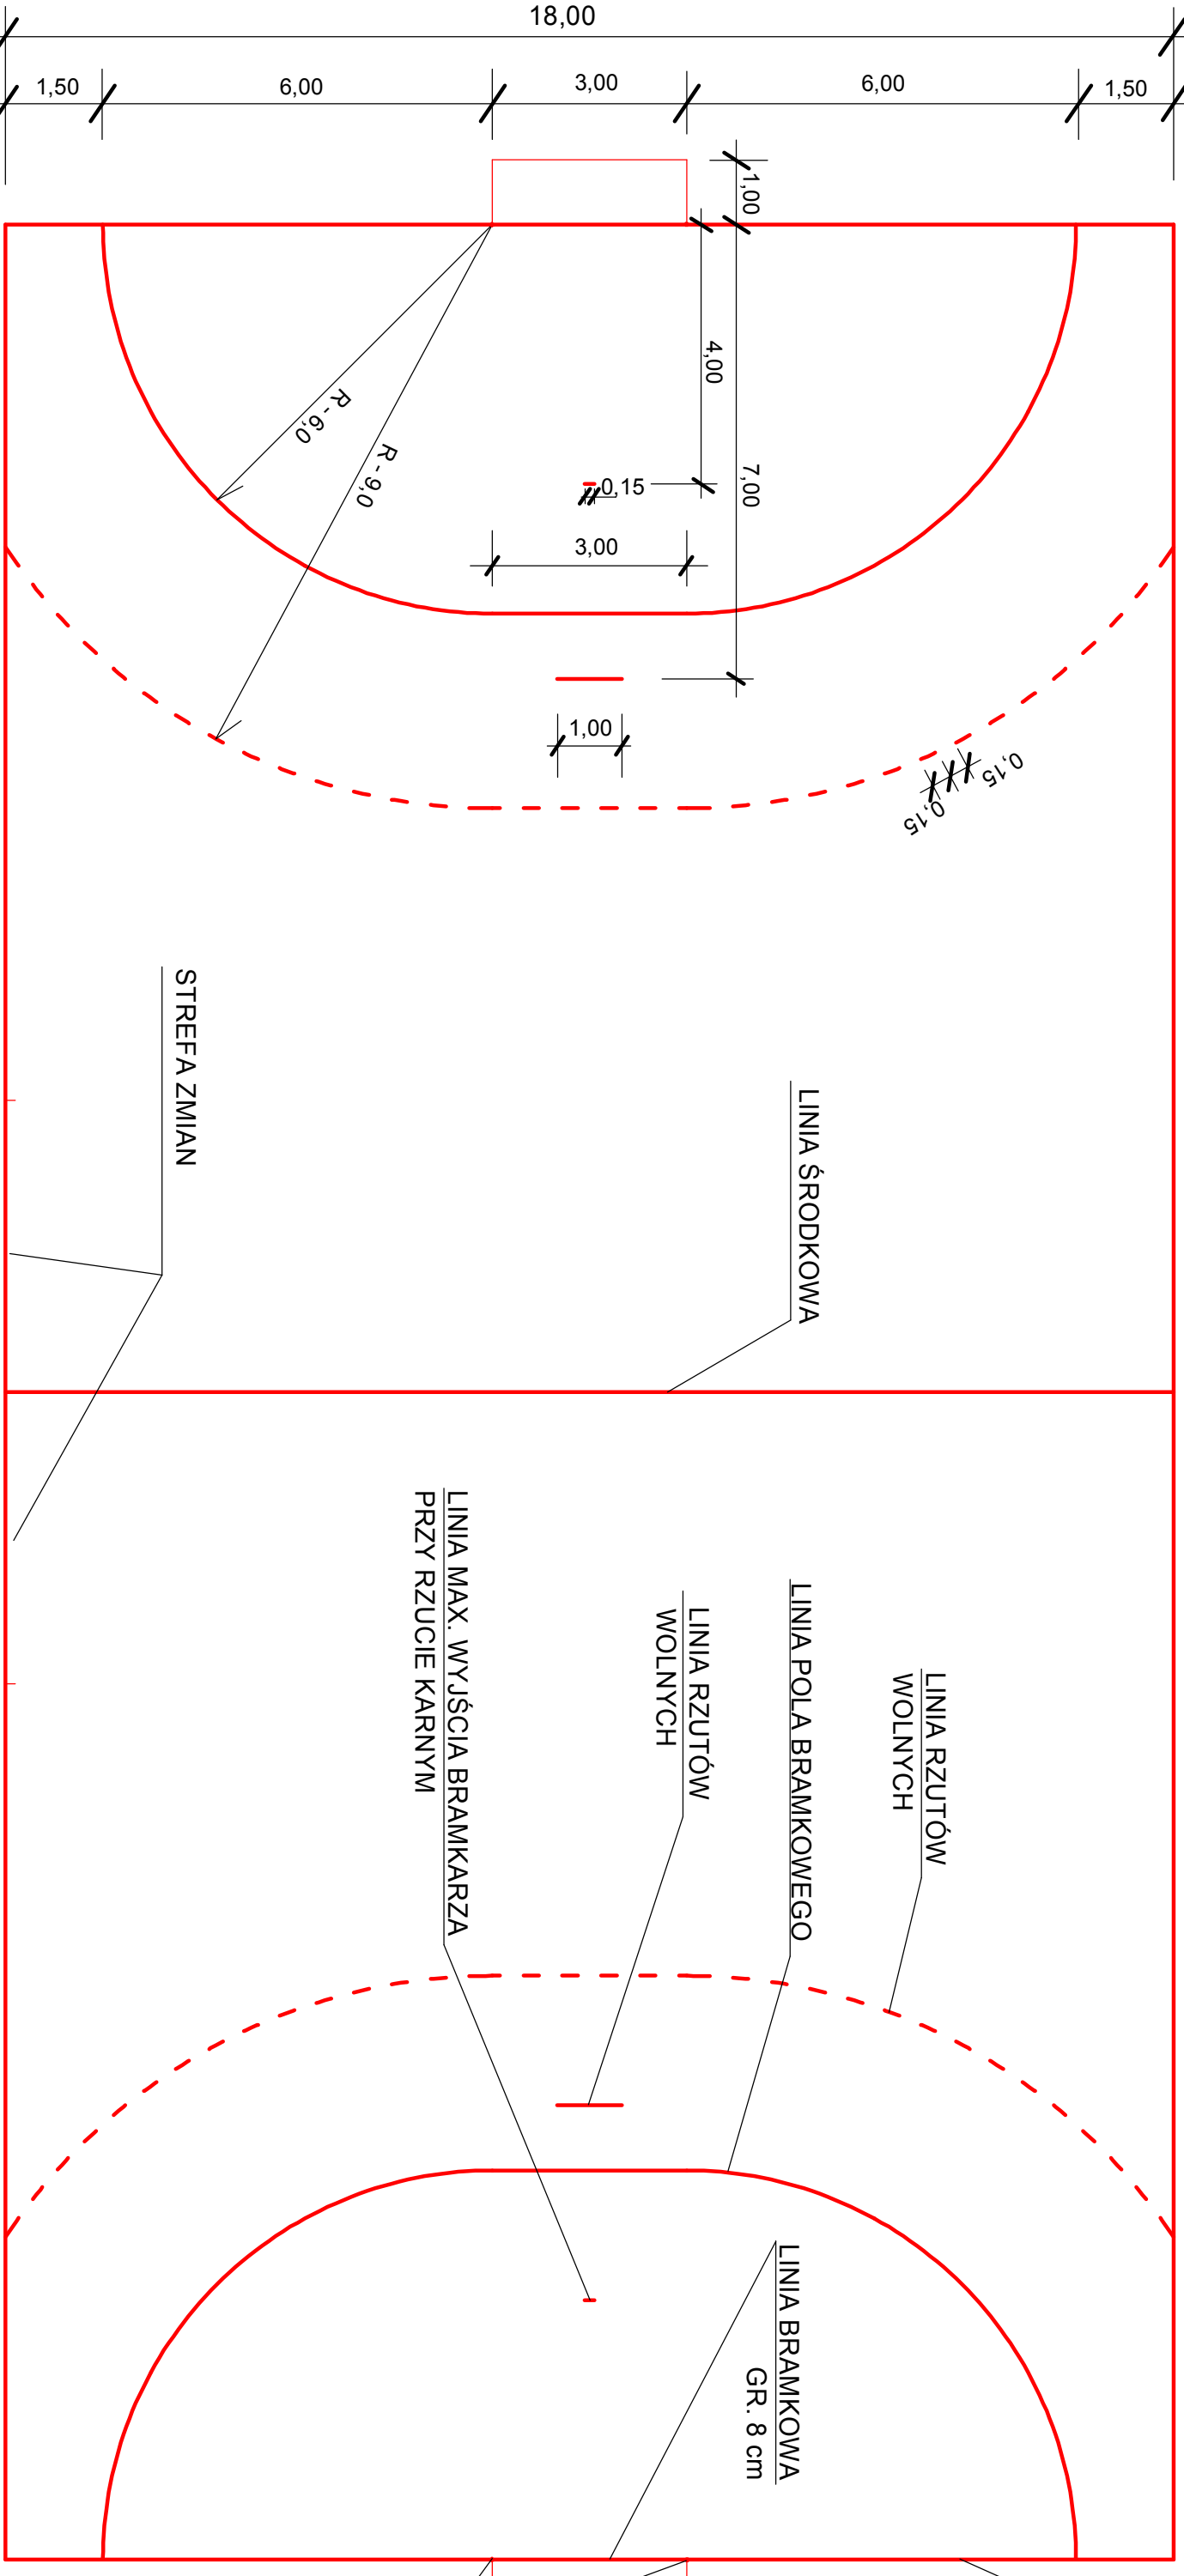 18,00
1,50
6,00
3,00
6,00
1,50
1,00
4,00
7,00
R - 6,0
R - 9,0
0,15
3,00
1,00
0,15
0,15
STREFA ZMIAN
LINIA ŚRODKOWA
LINIA MAX. WYJŚCIA BRAMKARZA
PRZY RZUCIE KARNYM
LINIA RZUTÓW
WOLNYCH
LINIA POLA BRAMKOWEGO
LINIA RZUTÓW
WOLNYCH
LINIA BRAMKOWA
GR. 8 cm